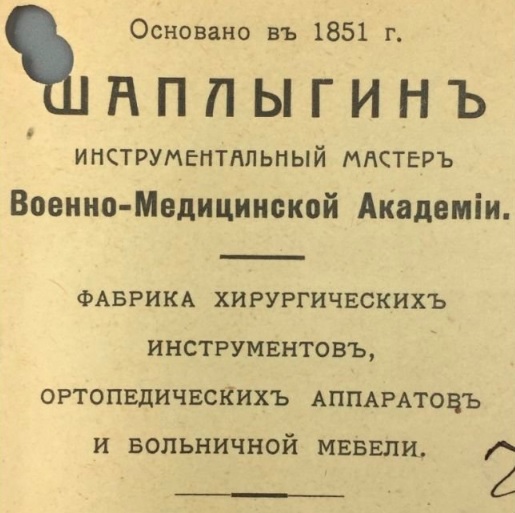 Основано въ 1851 г.
ШАПЛЫГИНЪ
ИНСТРУМЕНТАЛЬНЫЙ МАСТЕРЪ
Военно-Медицинской Академіи.
ФАБРИКА ХИРУРГИЧЕСКИХЪ
ИНСТРУМЕНТОВЪ,
ОРТОПЕДИЧЕСКИХЪ АППАРАТОВЪ
И БОЛЬНИЧНОЙ МЕБЕЛИ.